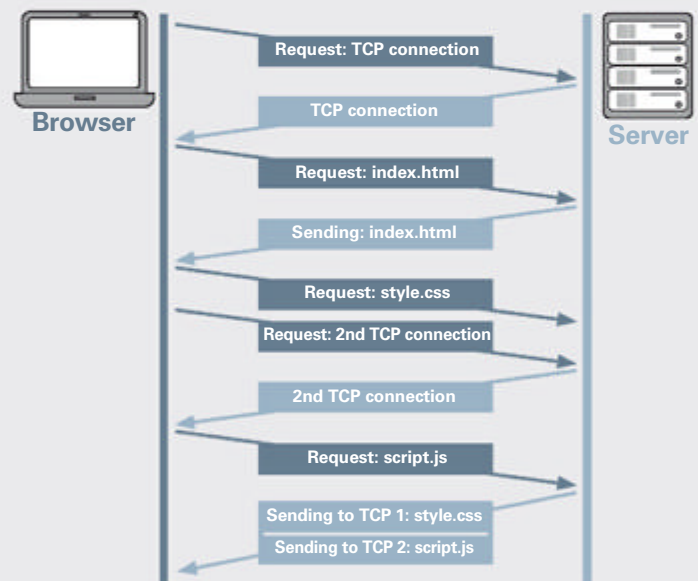 Request: TCP connection
Browser
TCP connection
Server
Request: index.html
Sending: index.html
Request: style.css
Request: 2nd TCP connection
2nd TCP connection
Request: script.js
Sending to TCP 1: style.css
Sending to TCP 2: script.js